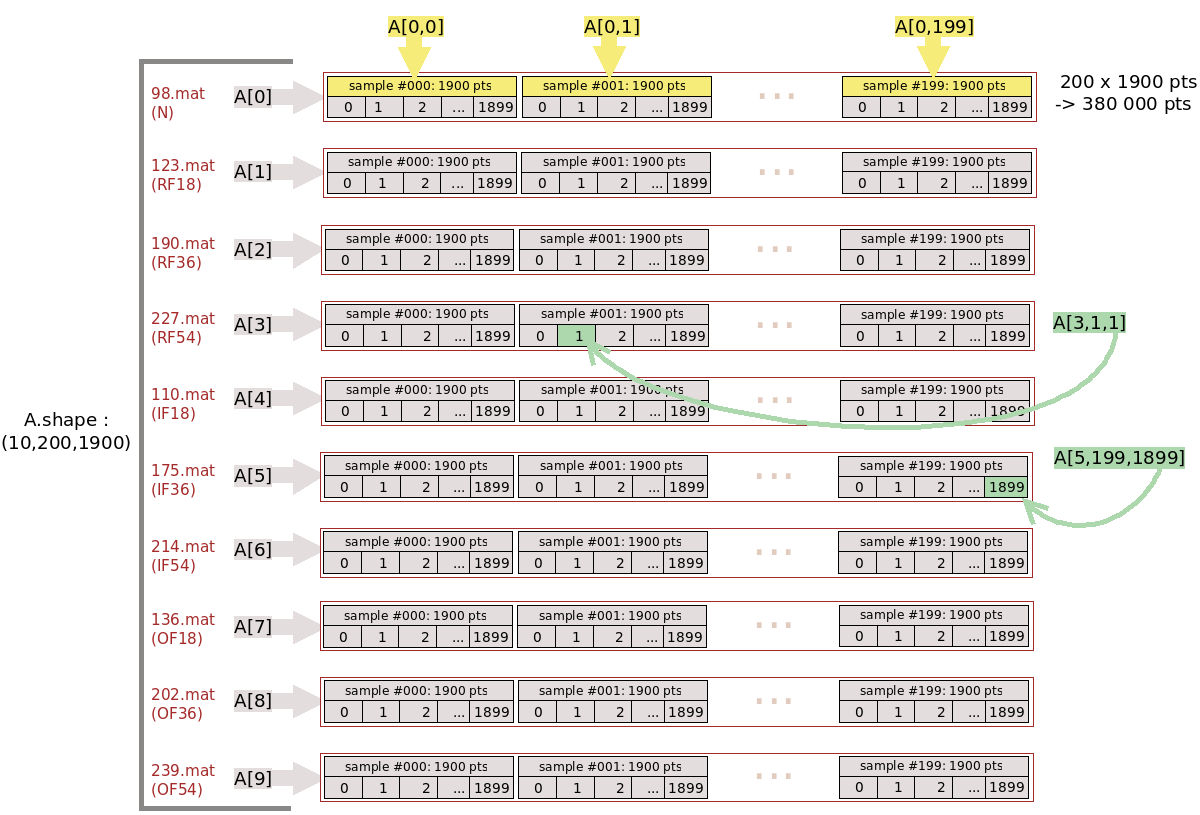 A[0,0] A[0,1] A[0,199]
98.mat
(N)
A[0]
sample #000: 1900 pts sample #001: 1900 pts ... sample #199: 1900 pts
0 1 2 ... 1899 0 1 2 ... 1899 0 1 2 ... 1899
200 x 1900 pts
-> 380 000 pts
123.mat
(RF18)
A[1]
sample #000: 1900 pts sample #001: 1900 pts ... sample #199: 1900 pts
0 1 2 ... 1899 0 1 2 ... 1899 0 1 2 ... 1899
190.mat
(RF36)
A[2]
sample #000: 1900 pts sample #001: 1900 pts ... sample #199: 1900 pts
0 1 2 ... 1899 0 1 2 ... 1899 0 1 2 ... 1899
227.mat
(RF54)
A[3]
sample #000: 1900 pts sample #001: 1900 pts ... sample #199: 1900 pts
0 1 2 ... 1899 0 1 2 ... 1899 0 1 2 ... 1899
A[3,1,1]
110.mat
(IF18)
A[4]
sample #000: 1900 pts sample #001: 1900 pts ... sample #199: 1900 pts
0 1 2 ... 1899 0 1 2 ... 1899 0 1 2 ... 1899
A.shape :
(10,200,1900)
175.mat
(IF36)
A[5]
sample #000: 1900 pts sample #001: 1900 pts ... sample #199: 1900 pts
0 1 2 ... 1899 0 1 2 ... 1899 0 1 2 ... 1899
A[5,199,1899]
214.mat
(IF54)
A[6]
sample #000: 1900 pts sample #001: 1900 pts ... sample #199: 1900 pts
0 1 2 ... 1899 0 1 2 ... 1899 0 1 2 ... 1899
136.mat
(OF18)
A[7]
sample #000: 1900 pts sample #001: 1900 pts ... sample #199: 1900 pts
0 1 2 ... 1899 0 1 2 ... 1899 0 1 2 ... 1899
202.mat
(OF36)
A[8]
sample #000: 1900 pts sample #001: 1900 pts ... sample #199: 1900 pts
0 1 2 ... 1899 0 1 2 ... 1899 0 1 2 ... 1899
239.mat
(OF54)
A[9]
sample #000: 1900 pts sample #001: 1900 pts ... sample #199: 1900 pts
0 1 2 ... 1899 0 1 2 ... 1899 0 1 2 ... 1899